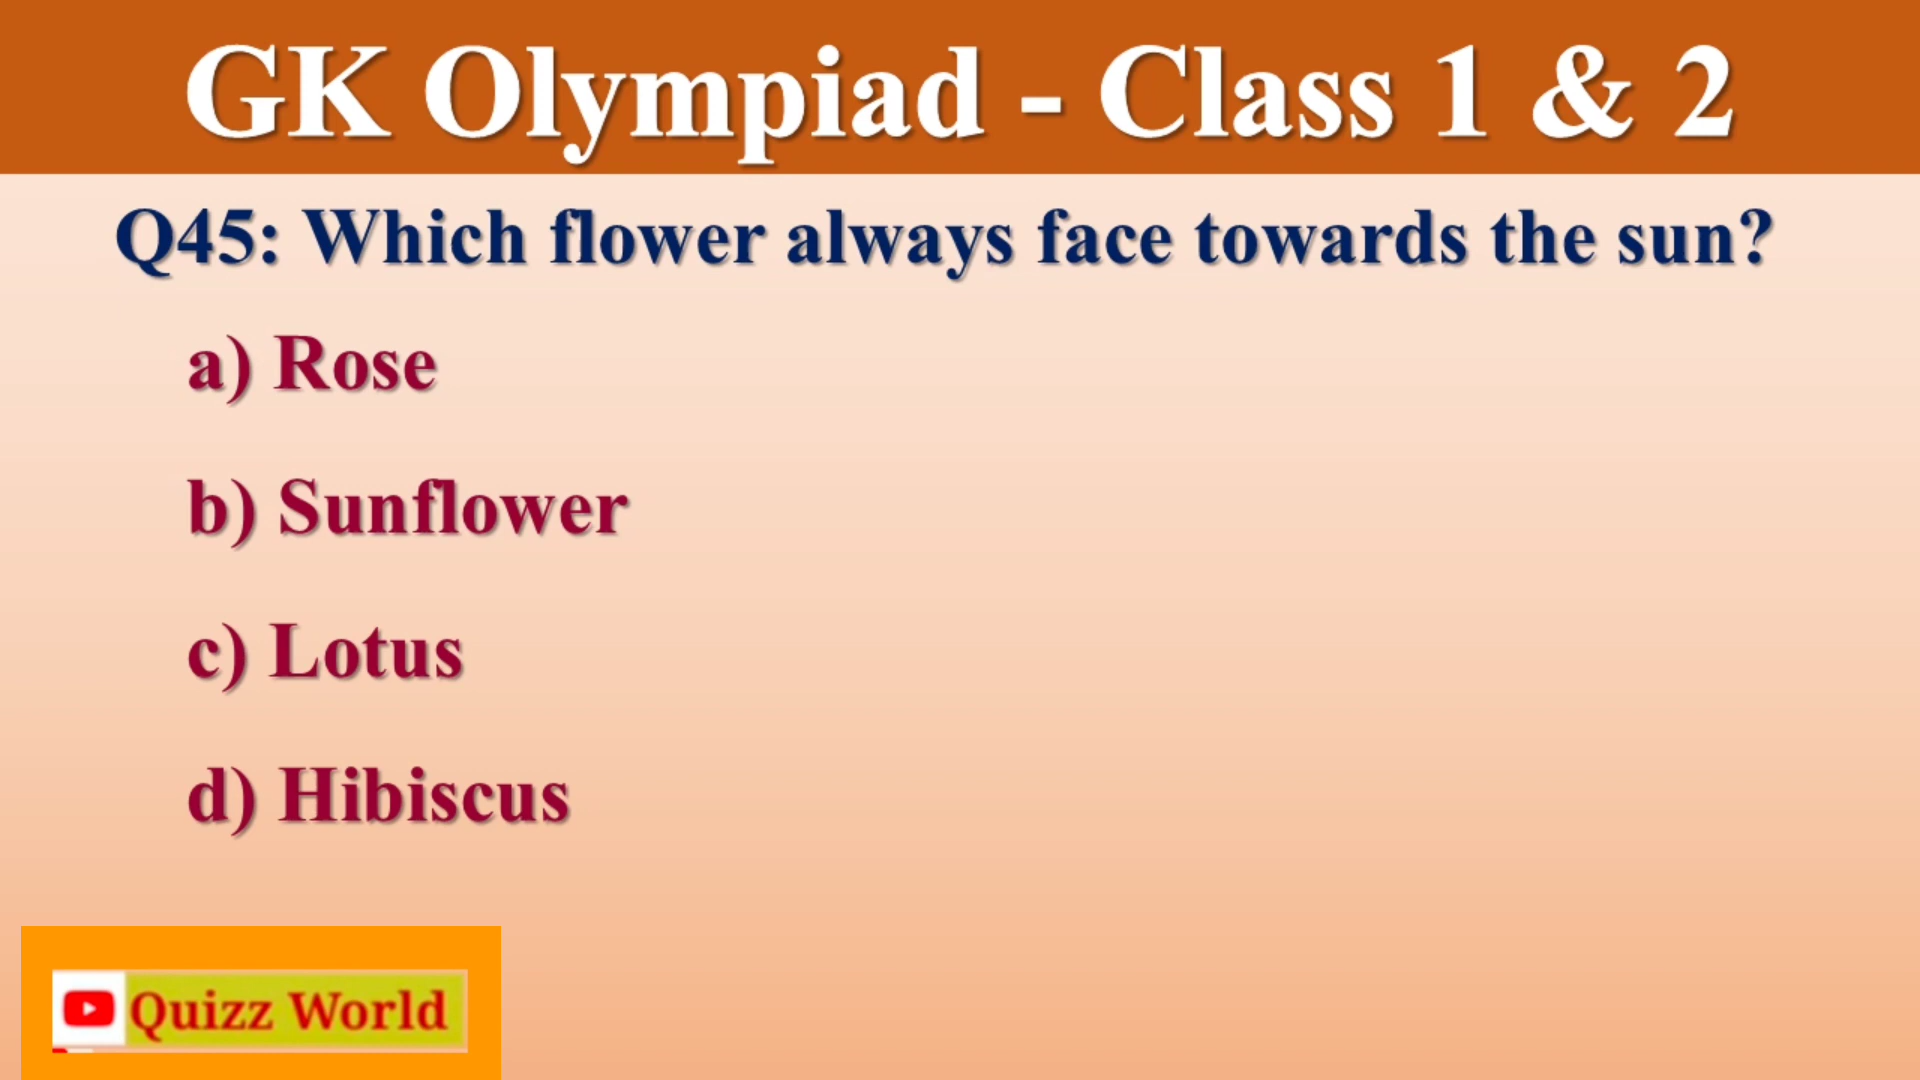 GK Olympiad - Class 1 & 2
Q45: Which flower always face towards the sun?
a) Rose
b) Sunflower
c) Lotus
d) Hibiscus
Quizz World